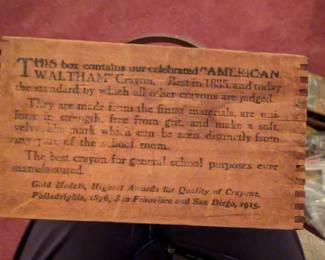 THIS box contains our celebrated "AMERICAN
WALTHAM" Crayon. Best in 1835, and today
the standard by which all other crayons are judged.
They are made from the finest materials, are uni-
form in strength, free from grit, and make a soft,
velvet-like mark which can be seen distinctly from
any part of the school room.
The best crayon for general school purposes ever
manufactured.
Gold Medals, Highest Awards for Quality of Crayons,
Philadelphia, 1876, San Francisco and San Diego, 1915.